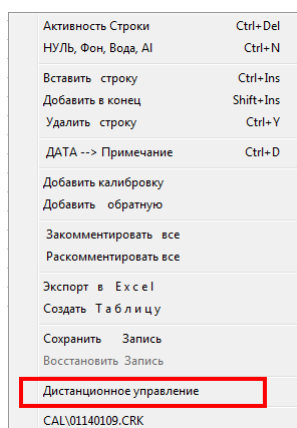 Активность Строки Ctrl+Del
НУЛЬ, Фон, Вода, Al Ctrl+N
Вставить строку Ctrl+Ins
Добавить в конец Shift+Ins
Удалить строку Ctrl+Y
ДАТА --> Примечание Ctrl+D
Добавить калибровку
Добавить обратную
Закомментировать все
Раскомментировать все
Экспорт в E x c e l
Создать Т а б л и ц у
Сохранить Запись
Восстановить Запись
Дистанционное управление
CAL\01140109.CRK